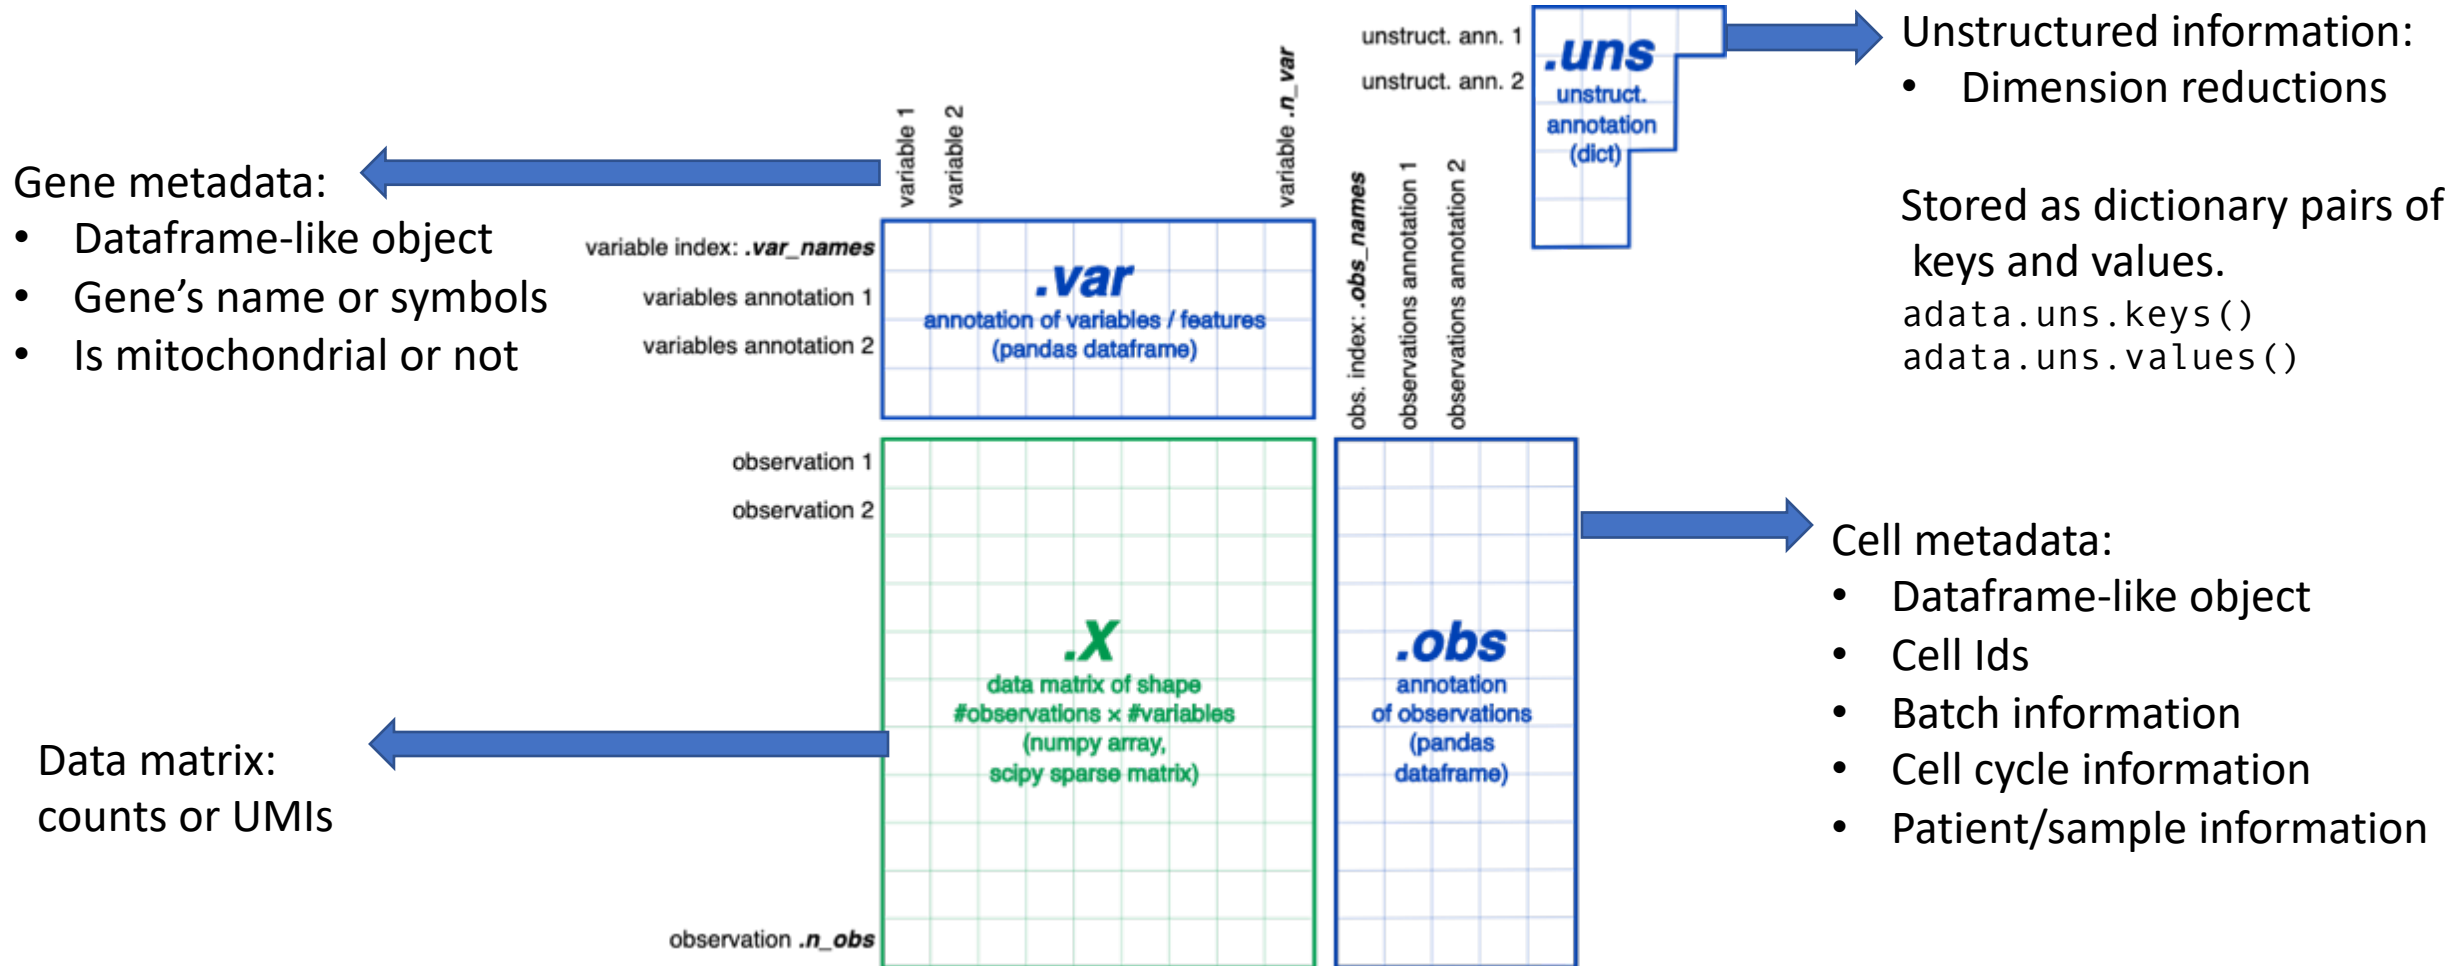 Gene metadata:
• Dataframe-like object
• Gene’s name or symbols
• Is mitochondrial or not
Data matrix:
counts or UMIs
variable 1
variable 2
variable .n_var
variable index: .var_names
variables annotation 1
variables annotation 2
.var
annotation of variables / features
(pandas dataframe)
observation 1
observation 2
observation .n_obs
.X
data matrix of shape
#observations × #variables
(numpy array,
scipy sparse matrix)
unstruct. ann. 1
unstruct. ann. 2
.uns
unstruct.
annotation
(dict)
obs. index: .obs_names
observations annotation 1
observations annotation 2
.obs
annotation
of observations
(pandas
dataframe)
Unstructured information:
• Dimension reductions
Stored as dictionary pairs of
keys and values.
adata.uns.keys()
adata.uns.values()
Cell metadata:
• Dataframe-like object
• Cell Ids
• Batch information
• Cell cycle information
• Patient/sample information